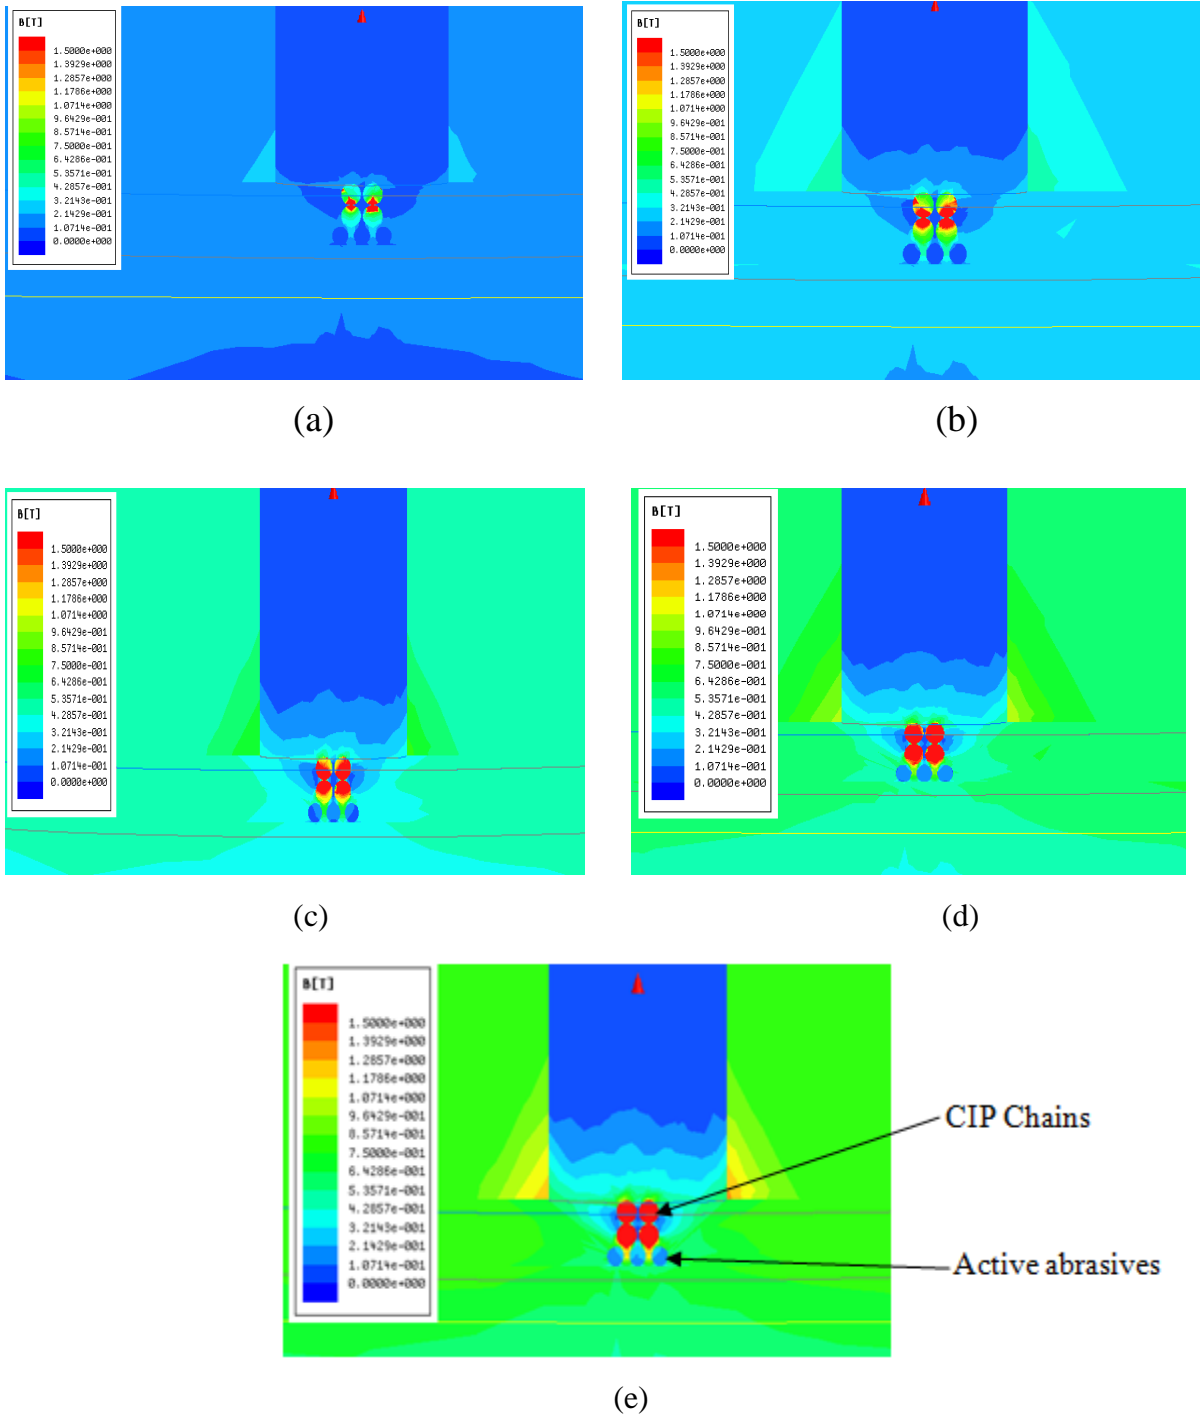 B[T]
1.5000e+000
1.3929e+000
1.2857e+000
1.1786e+000
1.0714e+000
9.6429e-001
8.5714e-001
7.5000e-001
6.4286e-001
5.3571e-001
4.2857e-001
3.2143e-001
2.1429e-001
1.0714e-001
0.0000e+000
(a)
B[T]
1.5000e+000
1.3929e+000
1.2857e+000
1.1786e+000
1.0714e+000
9.6429e-001
8.5714e-001
7.5000e-001
6.4286e-001
5.3571e-001
4.2857e-001
3.2143e-001
2.1429e-001
1.0714e-001
0.0000e+000
(b)
B[T]
1.5000e+000
1.3929e+000
1.2857e+000
1.1786e+000
1.0714e+000
9.6429e-001
8.5714e-001
7.5000e-001
6.4286e-001
5.3571e-001
4.2857e-001
3.2143e-001
2.1429e-001
1.0714e-001
0.0000e+000
(c)
B[T]
1.5000e+000
1.3929e+000
1.2857e+000
1.1786e+000
1.0714e+000
9.6429e-001
8.5714e-001
7.5000e-001
6.4286e-001
5.3571e-001
4.2857e-001
3.2143e-001
2.1429e-001
1.0714e-001
0.0000e+000
(d)
B[T]
1.5000e+000
1.3929e+000
1.2857e+000
1.1786e+000
1.0714e+000
9.6429e-001
8.5714e-001
7.5000e-001
6.4286e-001
5.3571e-001
4.2857e-001
3.2143e-001
2.1429e-001
1.0714e-001
0.0000e+000
CIP Chains
Active abrasives
(e)